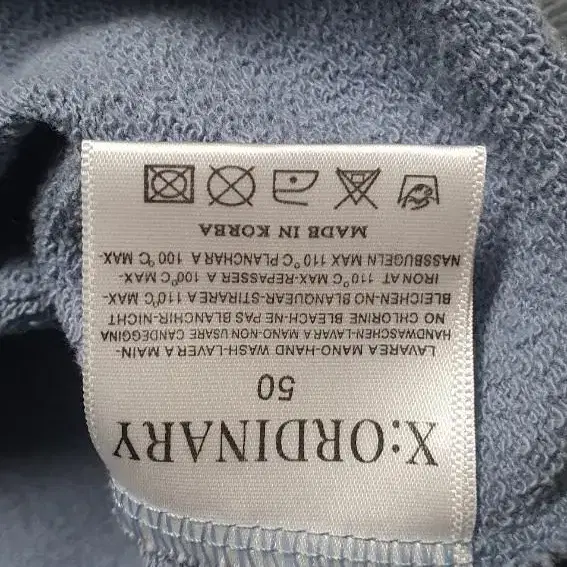 X:ORDINARY
50
LAVAREA MANO-HAND WASH-LAVER A MAIN-
HANDWASCHEN-LAVAR A MANO-NON USARE CANDEGGINA
NO CHLORINE BLEACH-NE PAS BLANCHIR-NICHT
BLEICHEN-NO BLANQUEAR-STIRAREA 110℃ MAX-
IRON AT 110℃ MAX-REPASSER A 100℃ MAX-
NASSBUGELN MAX 110℃ PLANCHAR A 100℃ MAX-
MADE IN KORBA